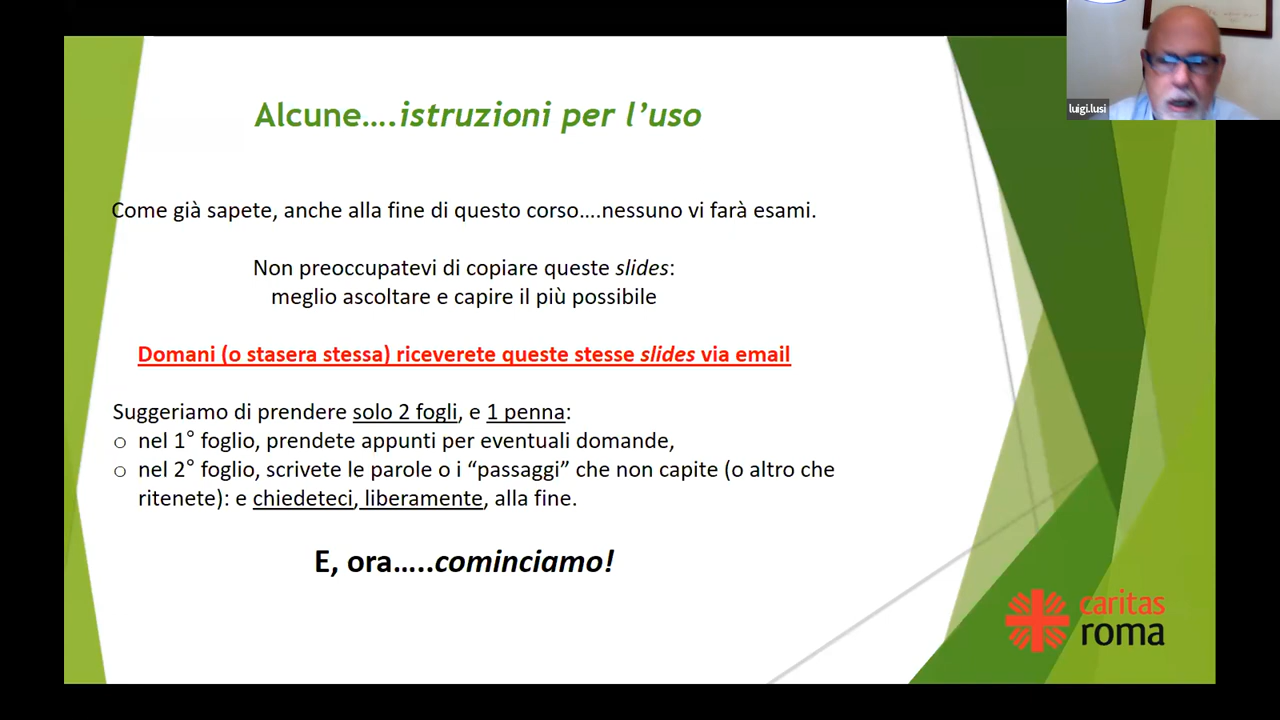 luigi.lusi
Alcune….istruzioni per l’uso
Come già sapete, anche alla fine di questo corso….nessuno vi farà esami.
Non preoccupatevi di copiare queste slides:
meglio ascoltare e capire il più possibile
Domani (o stasera stessa) riceverete queste stesse slides via email
Suggeriamo di prendere solo 2 fogli, e 1 penna:
o nel 1° foglio, prendete appunti per eventuali domande,
o nel 2° foglio, scrivete le parole o i “passaggi” che non capite (o altro che
ritenete): e chiedeteci, liberamente, alla fine.
E, ora…..cominciamo!
caritas
roma